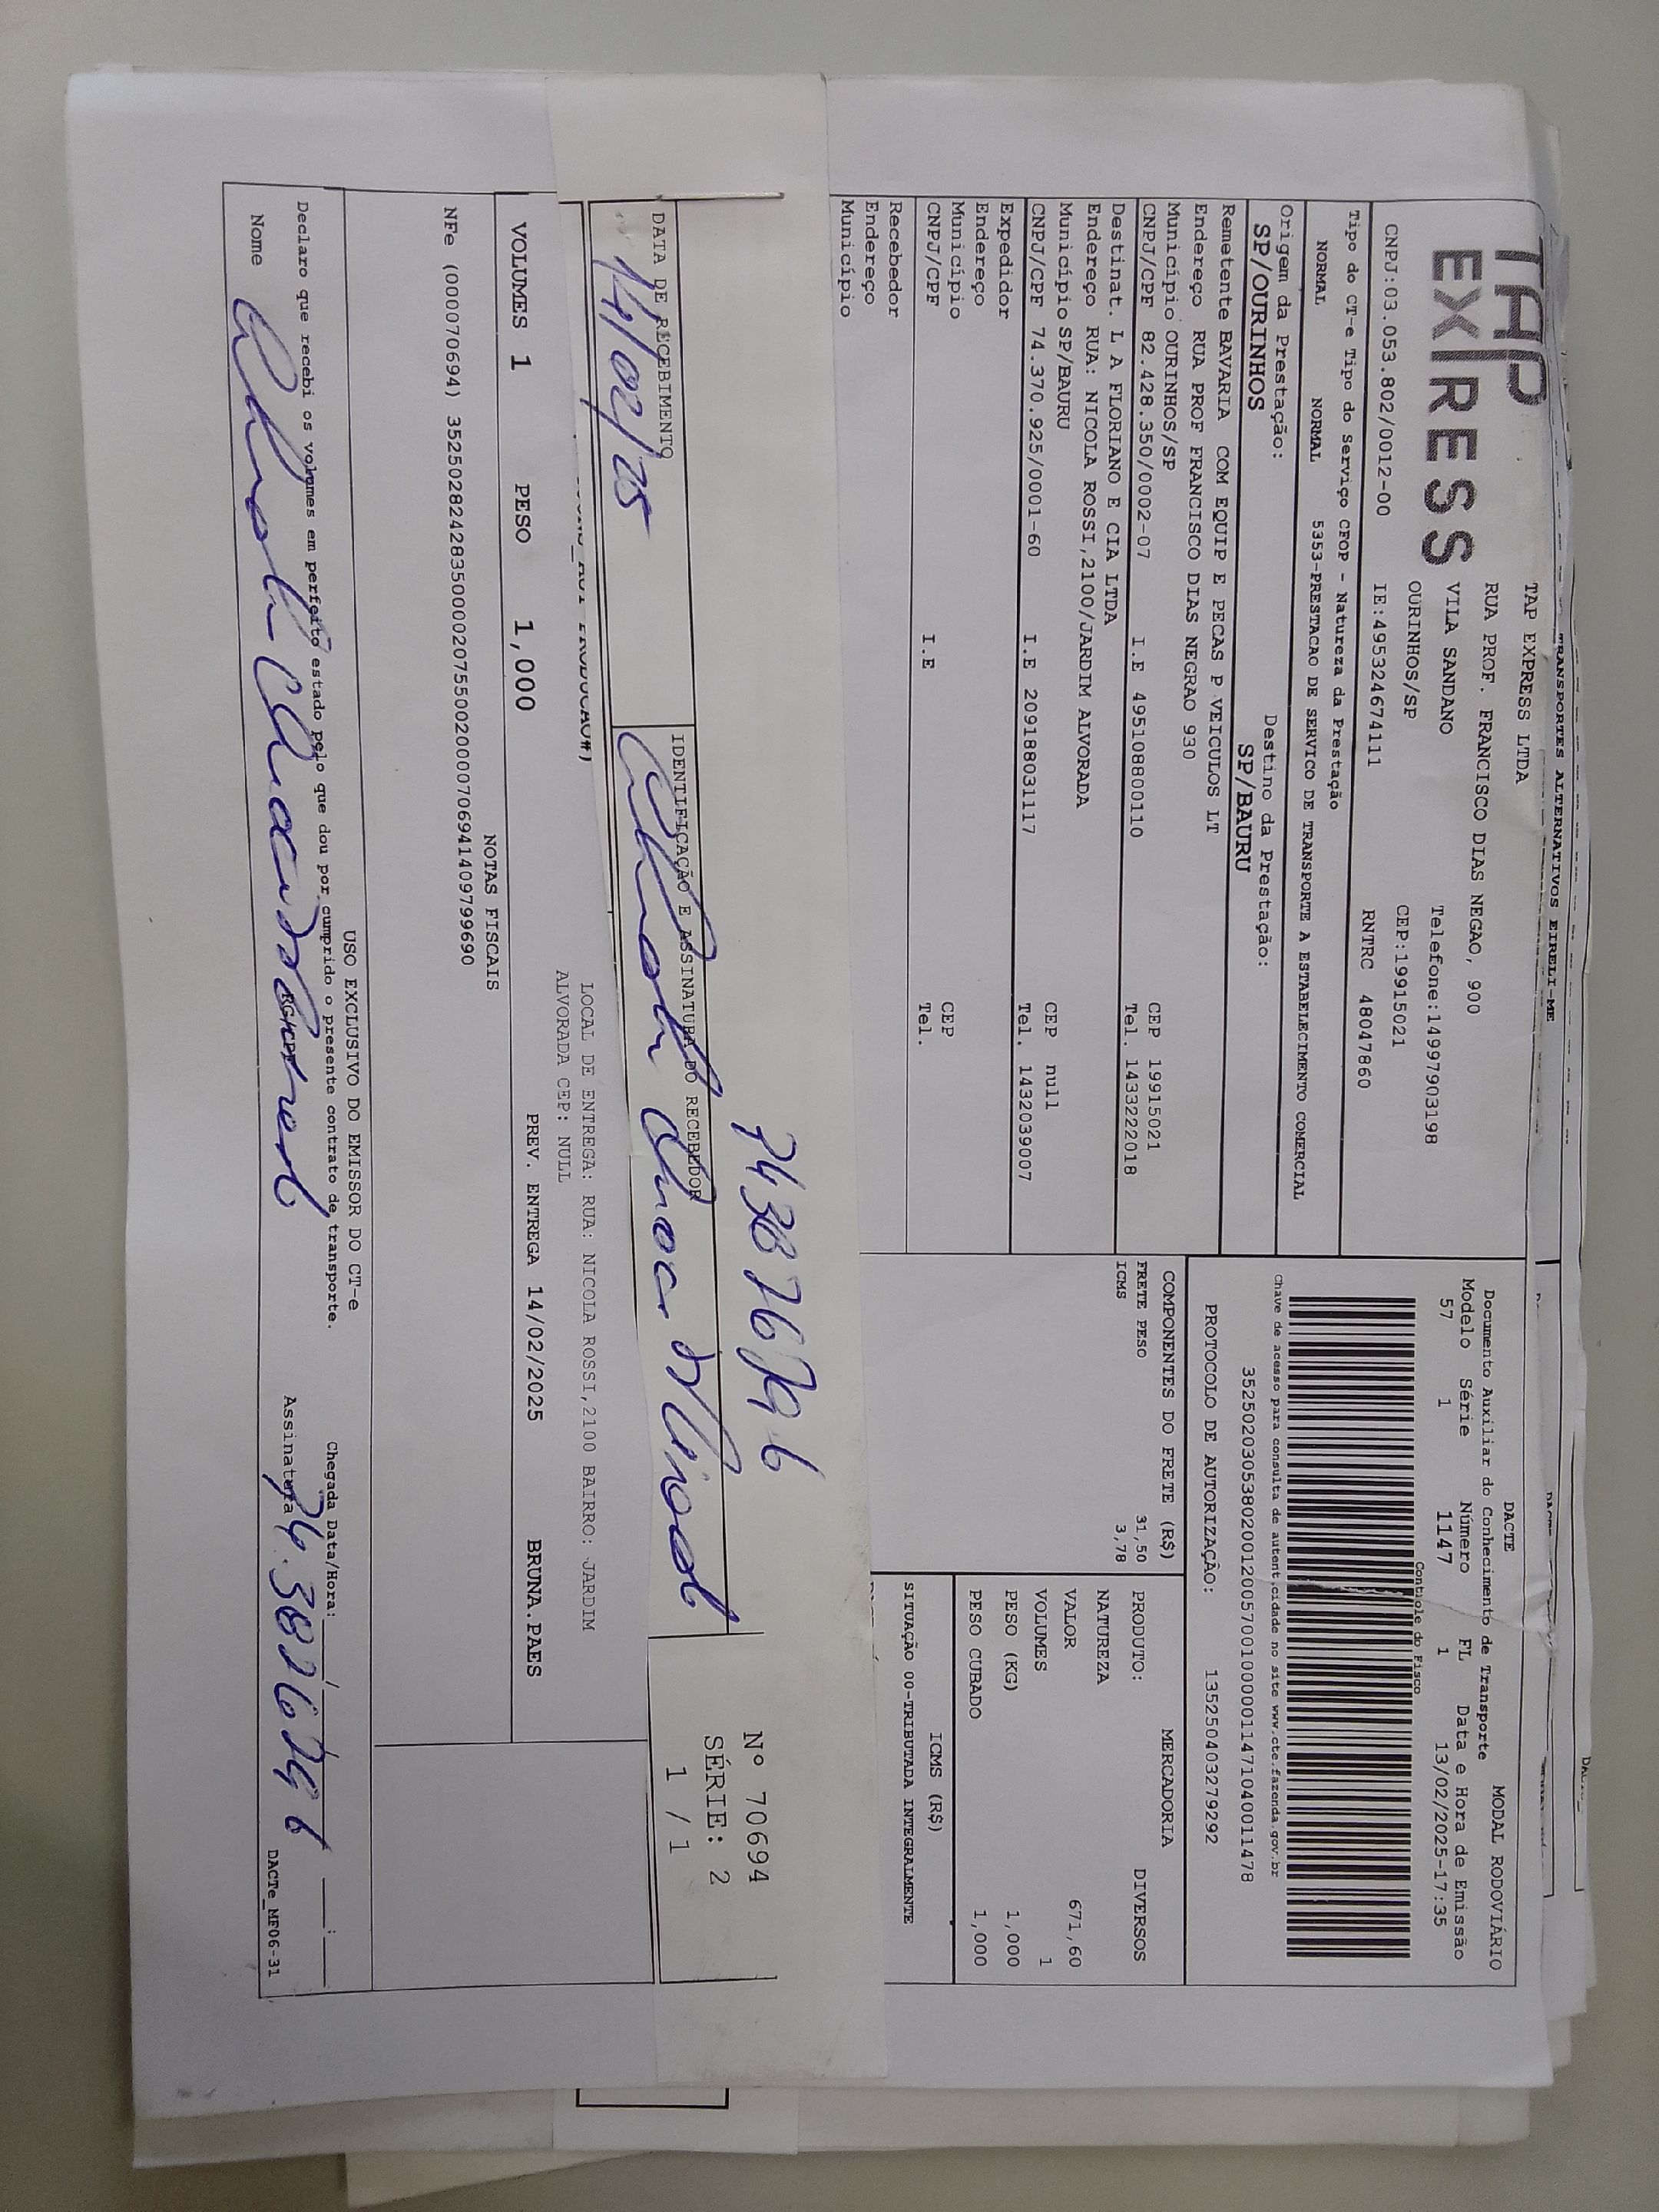 TRANSPORTES ALTERNATIVOS EIRELI-ME
TAP
EX/RESS
TAP EXPRESS LTDA
RUA PROF. FRANCISCO DIAS NEGAO, 900
VILA SANDANO
Telefone:14997903198
OURINHOS/SP
CEP:19915021
CNPJ:03.053.802/0012-00
IE:495324674111
RNTRC 48047860
DACTE
MODAL RODOVIÁRIO
Documento Auxiliar do Conhecimento de Transporte
Modelo Série Número FL Data e Hora de Emissão
57 1 1147 1 13/02/2025-17:35
Controle do Fisco
Chave de acesso para consulta de autenticidade no site www.cte.fazenda.gov.br
35250203053802001200570010000011471040011478
PROTOCOLO DE AUTORIZAÇÃO: 135250403279292
Tipo do CT-e Tipo do Serviço CFOP - Natureza da Prestação
NORMAL NORMAL 5353-PRESTACAO DE SERVICO DE TRANSPORTE A ESTABELECIMENTO COMERCIAL
Origem da Prestação: Destino da Prestação:
SP/OURINHOS SP/BAURU
Remetente BAVARIA COM EQUIP E PECAS P VEICULOS LT
Endereço RUA PROF FRANCISCO DIAS NEGRAO 930
Município OURINHOS/SP CEP 19915021
CNPJ/CPF 82.428.350/0002-07 I.E 495108800110 Tel. 1433222018
Destinat. L A FLORIANO E CIA LTDA
Endereço RUA: NICOLA ROSSI,2100/JARDIM ALVORADA
Município SP/BAURU CEP null
CNPJ/CPF 74.370.925/0001-60 I.E 209188031117 Tel. 1432039007
Expedidor
Endereço
Município CEP
CNPJ/CPF I.E Tel.
Recebedor
Endereço
Município
COMPONENTES DO FRETE (R$)
FRETE PESO 31,50
ICMS 3,78
MERCADORIA
PRODUTO: DIVERSOS
NATUREZA
VALOR 671,60
VOLUMES 1
PESO (KG) 1,000
PESO CUBADO 1,000
ICMS (R$)
SITUAÇÃO 00-TRIBUTADA INTEGRALMENTE
DATA DE RECEBIMENTO
14/02/25
IDENTIFICAÇÃO E ASSINATURA DO RECEBEDOR
Nº 70694
SÉRIE: 2
1 / 1
LOCAL DE ENTREGA: RUA: NICOLA ROSSI,2100 BAIRRO: JARDIM
ALVORADA CEP: NULL
VOLUMES 1 PESO 1,000 PREV. ENTREGA 14/02/2025 BRUNA.PAES
NOTAS FISCAIS
NFe (000070694) 35250282428350000207550020000706941409799690
USO EXCLUSIVO DO EMISSOR DO CT-e
Declaro que recebi os volumes em perfeito estado pelo que dou por cumprido o presente contrato de transporte.
Chegada Data/Hora: / / :
Nome RG/CPF Assinatura
DACTe_MF06-31